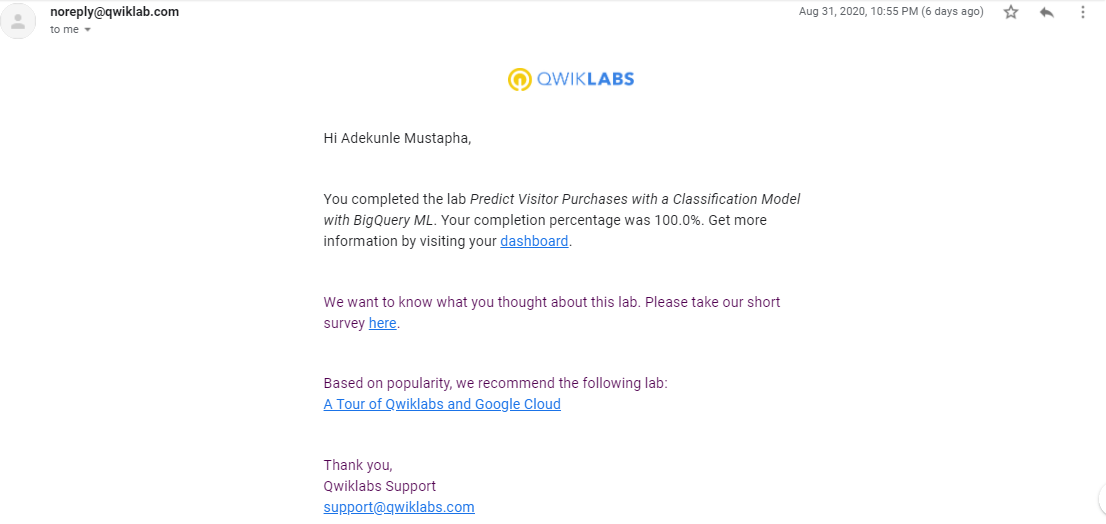 noreply@qwiklab.com
Aug 31, 2020, 10:55 PM (6 days ago)
to me
QWIKLABS
Hi Adekunle Mustapha,
You completed the lab Predict Visitor Purchases with a Classification Model
with BigQuery ML. Your completion percentage was 100.0%. Get more
information by visiting your dashboard.
We want to know what you thought about this lab. Please take our short
survey here.
Based on popularity, we recommend the following lab:
A Tour of Qwiklabs and Google Cloud
Thank you,
Qwiklabs Support
support@qwiklabs.com